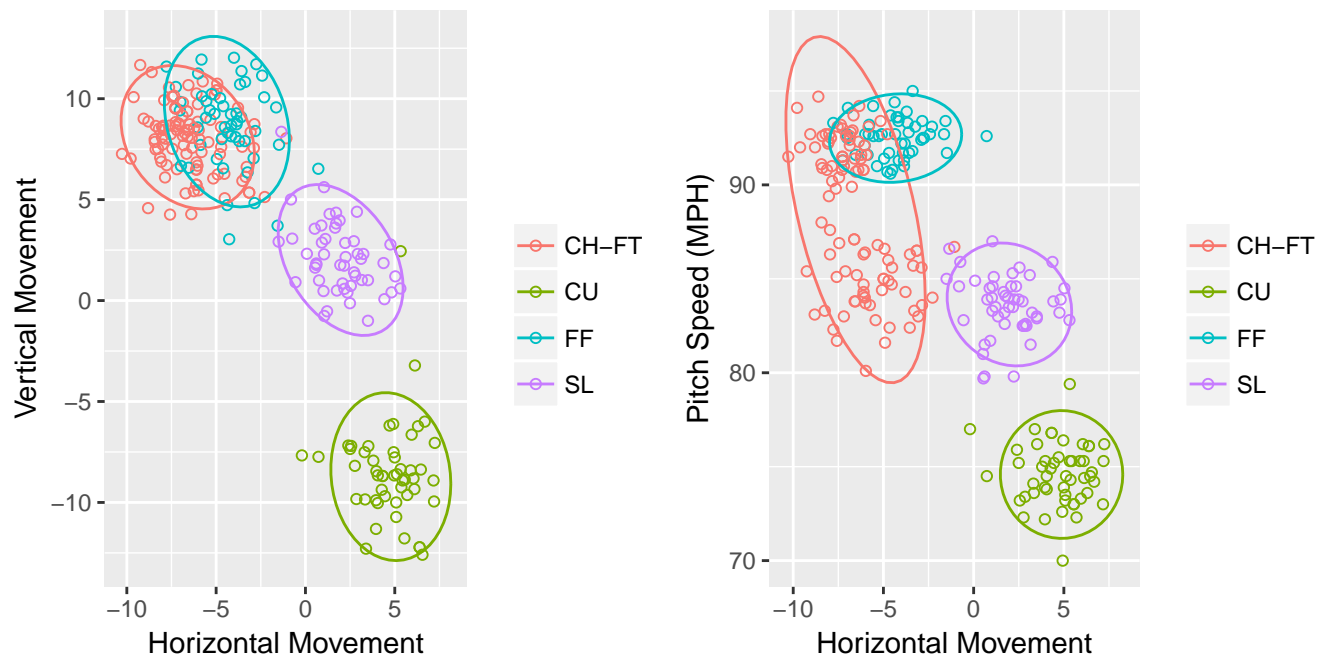 Vertical Movement
10
5
0
−5
−10
−10 −5 0 5
Horizontal Movement
CH−FT
CU
FF
SL
Pitch Speed (MPH)
90
80
70
−10 −5 0 5
Horizontal Movement
CH−FT
CU
FF
SL